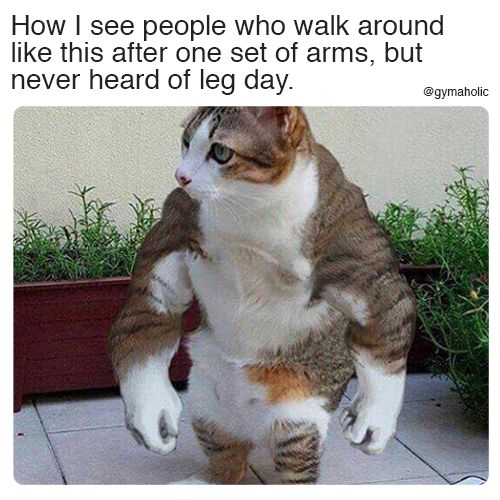 How I see people who walk around
like this after one set of arms, but
never heard of leg day.
@gymaholic